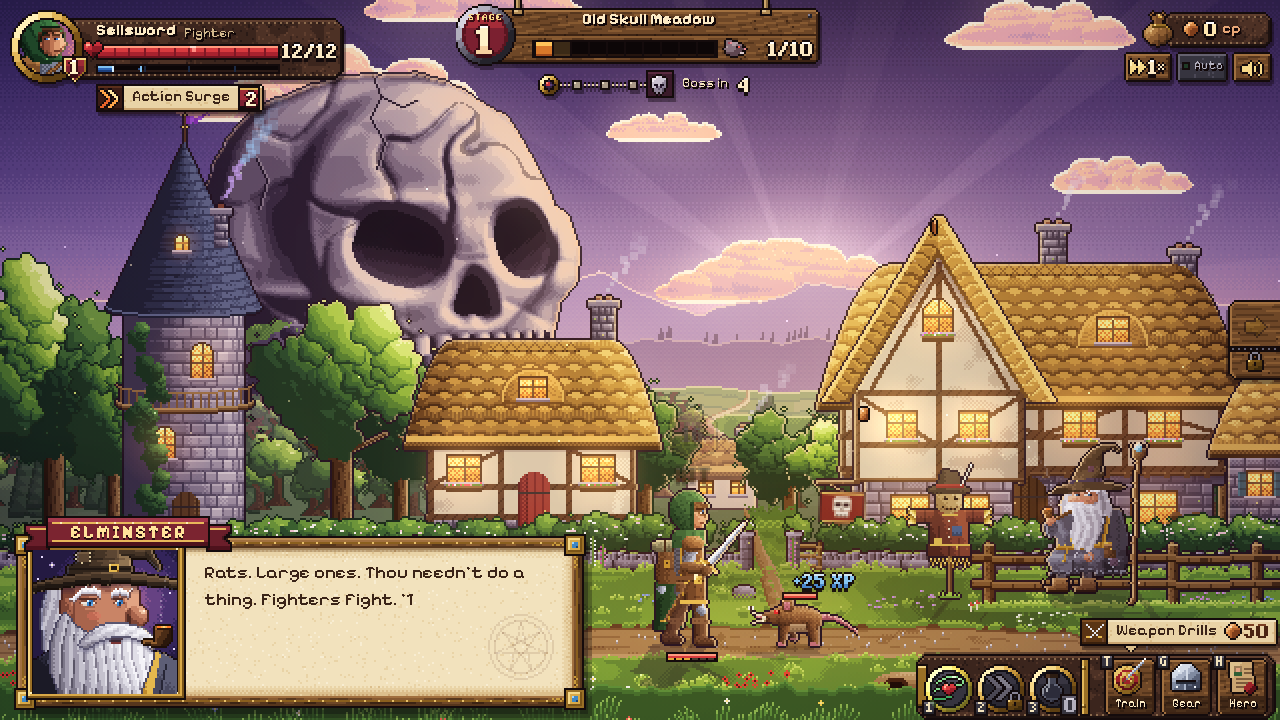 Sellsword Fighter
12/12
1
Action Surge 2
STAGE
1
Old Skull Meadow
1/10
Boss in 4
0 cp
1x
Auto
ELMINSTER
Rats. Large ones. Thou needn't do a
thing. Fighters fight. '1
+25 XP
Weapon Drills 50
1
2
3
0
T
Train
G
Gear
H
Hero